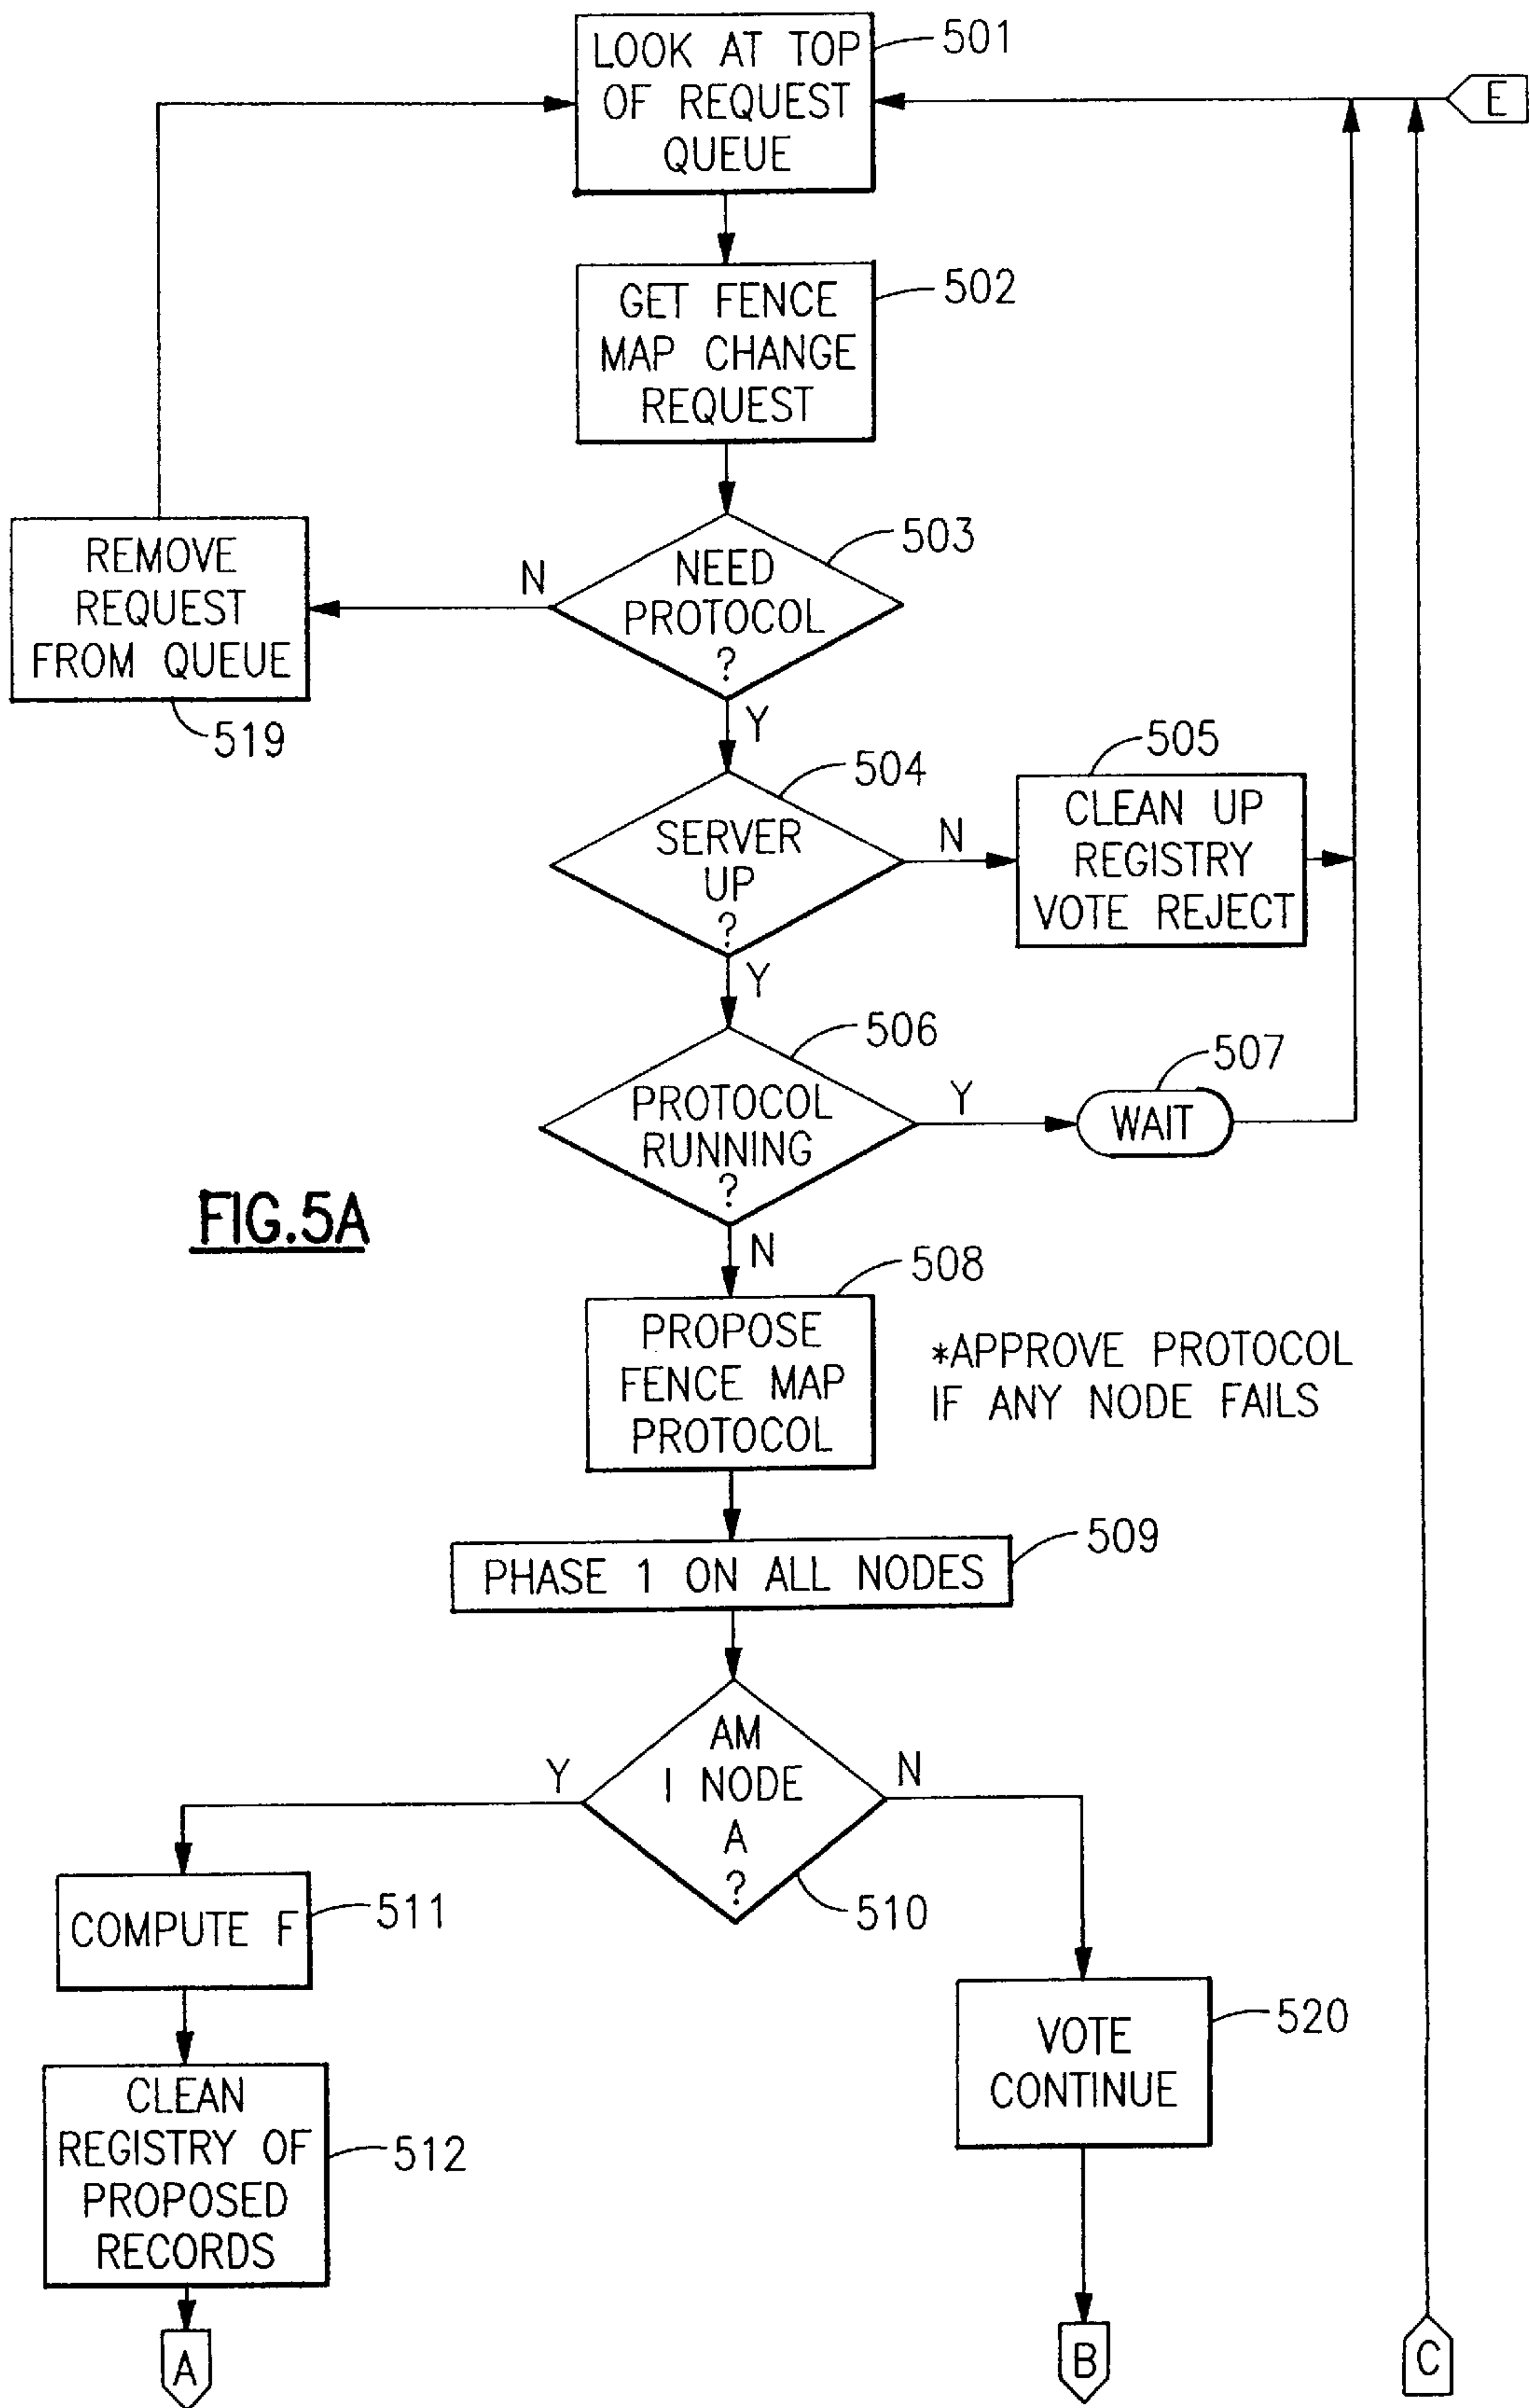 LOOK AT TOP
OF REQUEST
QUEUE
501
E
GET FENCE
MAP CHANGE
REQUEST
502
REMOVE
REQUEST
FROM QUEUE
519
N
NEED
PROTOCOL
?
503
Y
SERVER
UP
?
504
N
CLEAN UP
REGISTRY
VOTE REJECT
505
Y
PROTOCOL
RUNNING
?
506
Y
WAIT
507
FIG.5A
N
PROPOSE
FENCE MAP
PROTOCOL
508
*APPROVE PROTOCOL
IF ANY NODE FAILS
PHASE 1 ON ALL NODES
509
Y
AM
I NODE
A
?
N
510
COMPUTE F
511
VOTE
CONTINUE
520
CLEAN
REGISTRY OF
PROPOSED
RECORDS
512
A
B
C